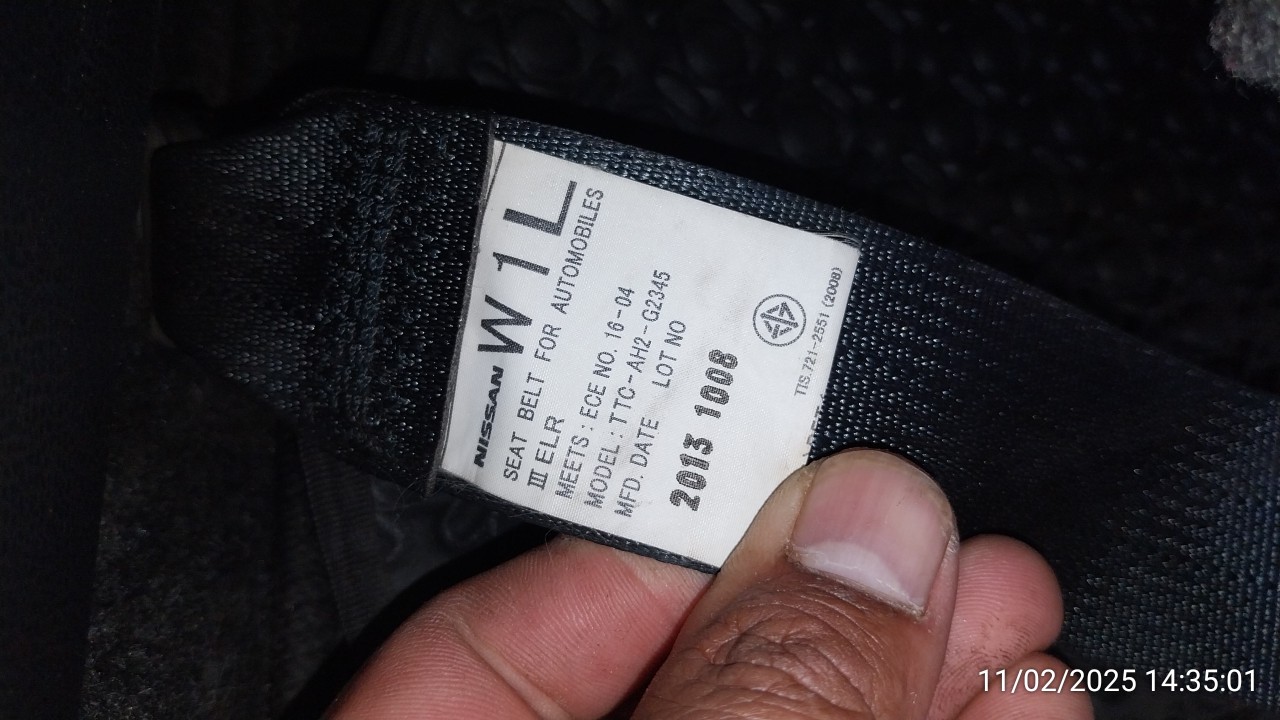 NISSAN W1L
SEAT BELT FOR AUTOMOBILES
III ELR
MEETS : ECE NO. 16-04
MODEL : TTC-AH2-G2345
MFD. DATE LOT NO
2013 1008
TIS.721-2551 (2008)
11/02/2025 14:35:01